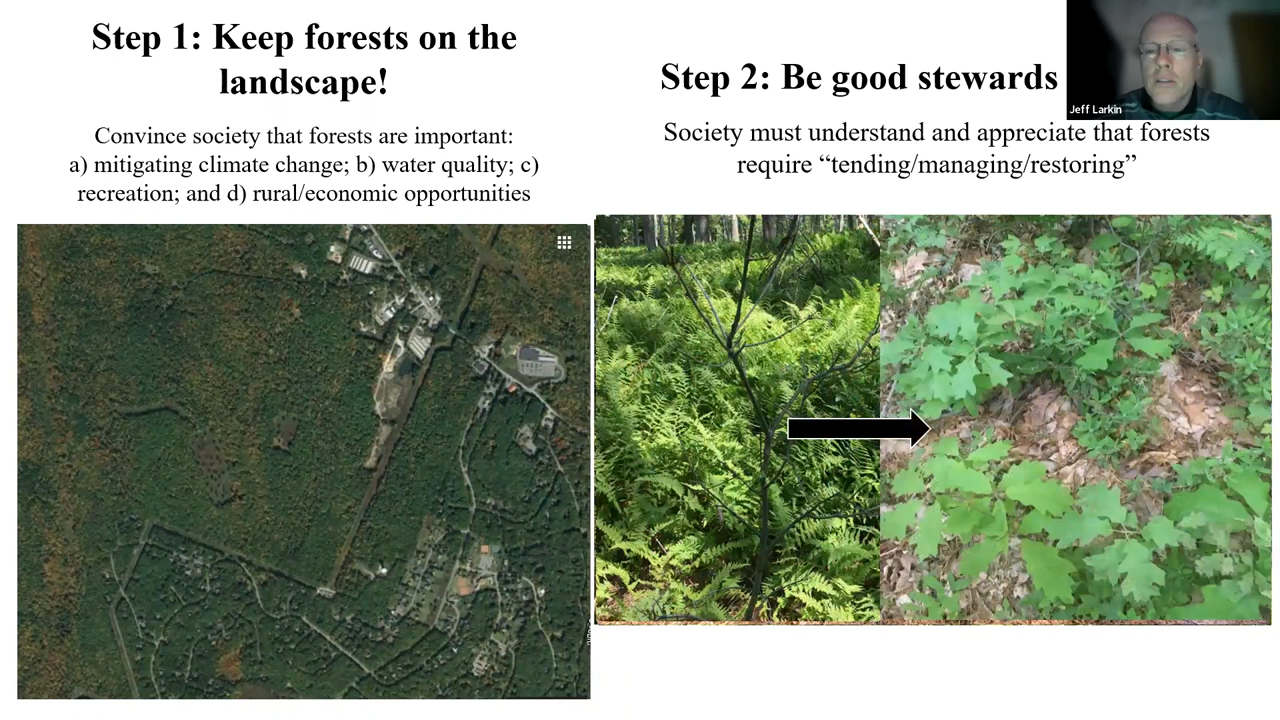 Step 1: Keep forests on the
landscape!
Convince society that forests are important:
a) mitigating climate change; b) water quality; c)
recreation; and d) rural/economic opportunities
Step 2: Be good stewards
Society must understand and appreciate that forests
require “tending/managing/restoring”
Jeff Larkin